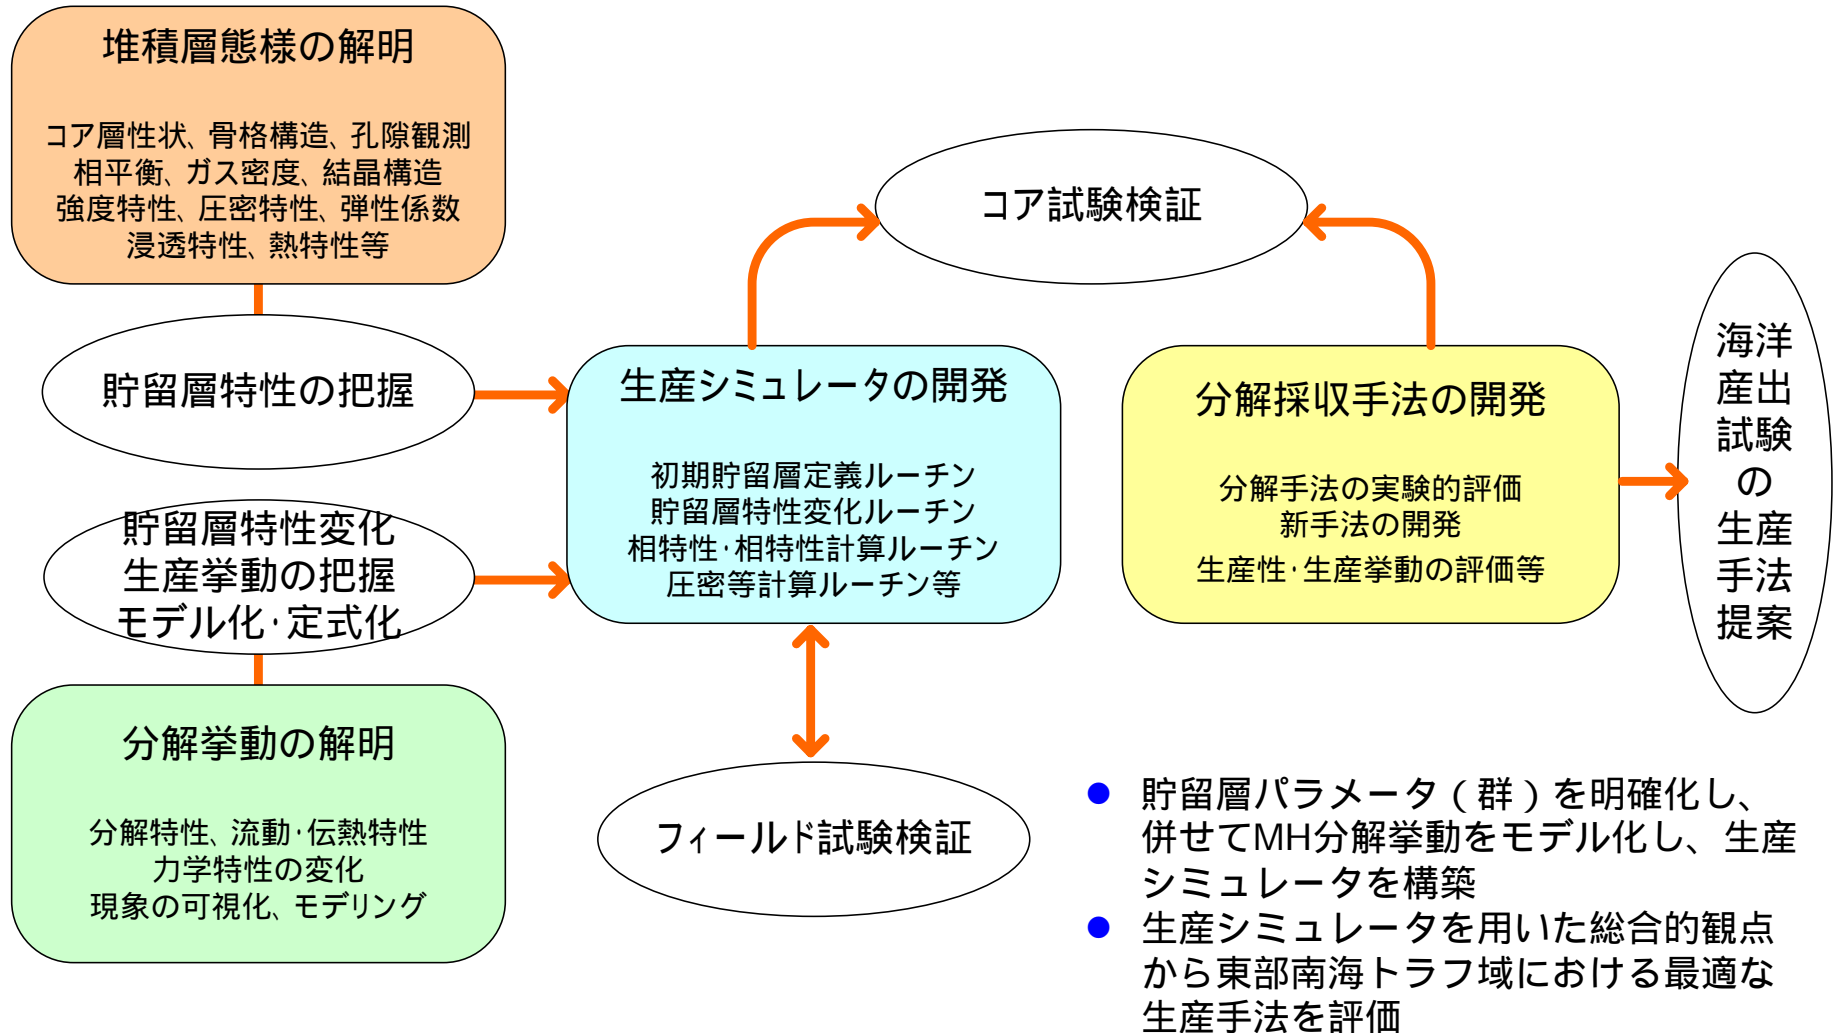 堆積層態様の解明
コア層性状、骨格構造、孔隙観測
相平衡、ガス密度、結晶構造
強度特性、圧密特性、弾性係数
浸透特性、熱特性等
貯留層特性の把握
貯留層特性変化
生産挙動の把握
モデル化・定式化
分解挙動の解明
分解特性、流動・伝熱特性
力学特性の変化
現象の可視化、モデリング
生産シミュレータの開発
初期貯留層定義ルーチン
貯留層特性変化ルーチン
相特性・相特性計算ルーチン
圧密等計算ルーチン等
コア試験検証
フィールド試験検証
分解採収手法の開発
分解手法の実験的評価
新手法の開発
生産性・生産挙動の評価等
海洋
産出
試験
の
生産
手法
提案
● 貯留層パラメータ（群）を明確化し、
併せてMH分解挙動をモデル化し、生産
シミュレータを構築
● 生産シミュレータを用いた総合的観点
から東部南海トラフ域における最適な
生産手法を評価